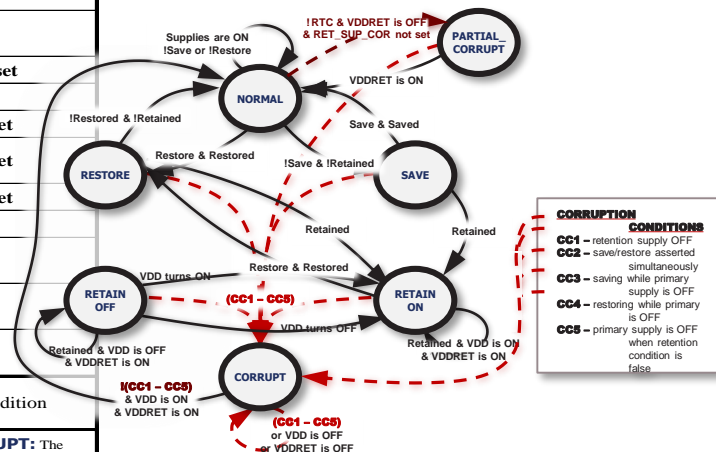 !RTC & VDDRET is OFF
& RET_SUP_COR not set
PARTIAL_
CORRUPT
Supplies are ON
!Save or !Restore
set
VDDRET is ON
NORMAL
et
!Restored & !Retained
Save & Saved
et
Restore & Restored
!Save & !Retained
RESTORE
SAVE
et
Retained
Retained
CORRUPTION
CONDITIONS
CC1 – retention supply OFF
CC2 – save/restore asserted
simultaneously
CC3 – saving while primary
supply is OFF
CC4 – restoring while primary
is OFF
CC5 – primary supply is OFF
when retention
condition is
false
Restore & Restored
VDD turns ON
RETAIN
OFF
(CC1 – CC5)
RETAIN
ON
VDD turns OFF
Retained & VDD is OFF
& VDDRET is ON
Retained & VDD is ON
& VDDRET is ON
CORRUPT
!(CC1 – CC5)
& VDD is ON
& VDDRET is ON
dition
(CC1 – CC5)
or VDD is OFF
or VDDRET is OFF
UPT: The